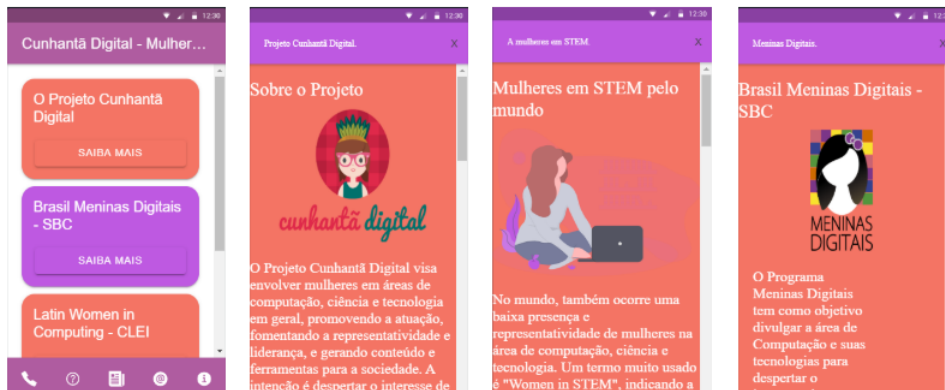 12:30
Cunhantã Digital - Mulher...
O Projeto Cunhantã
Digital
SAIBA MAIS
Brasil Meninas Digitais
- SBC
SAIBA MAIS
Latin Women in
Computing - CLEI
12:30
Projeto Cunhantã Digital.
X
Sobre o Projeto
cunhantã digital
O Projeto Cunhantã Digital visa
envolver mulheres em áreas de
computação, ciência e tecnologia
em geral, promovendo a atuação,
fomentando a representatividade e
liderança, e gerando conteúdo e
ferramentas para a sociedade. A
intenção é despertar o interesse de
12:30
A mulheres em STEM.
X
Mulheres em STEM pelo
mundo
No mundo, também ocorre uma
baixa presença e
representatividade de mulheres na
área de computação, ciência e
tecnologia. Um termo muito usado
é "Women in STEM", indicando a
Meninas Digitais.
X
Brasil Meninas Digitais -
SBC
MENINAS
DIGITAIS
O Programa
Meninas Digitais
tem como objetivo
divulgar a área de
Computação e suas
tecnologias para
despertar o